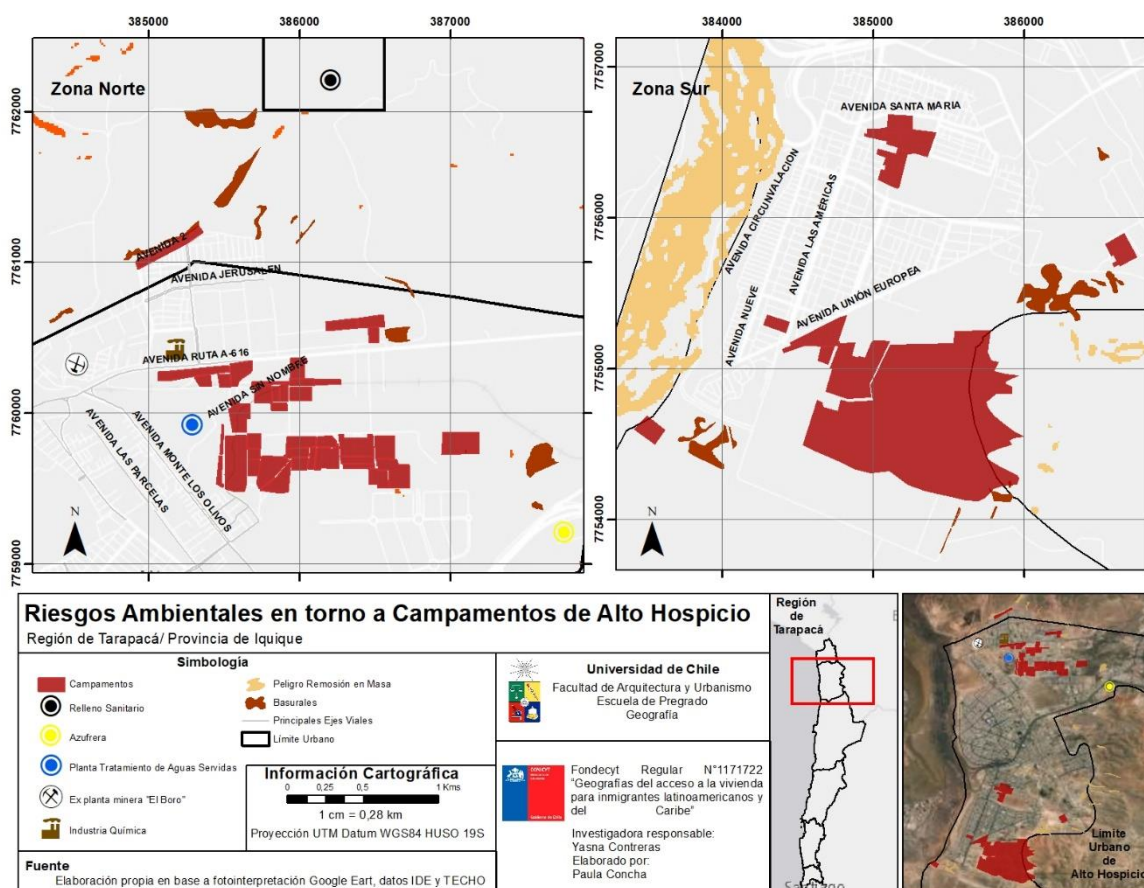 385000 386000 387000
384000 385000 386000
Zona Norte
7762000
7761000
7760000
7759000
AVENIDA 2
AVENIDA JERUSALEN
AVENIDA RUTA A-616
AVENIDA SIN NOMBRE
AVENIDA MONTE LOS OLIVOS
AVENIDA LAS PARCELAS
N
Zona Sur
7757000
7756000
7755000
7754000
AVENIDA SANTA MARIA
AVENIDA CIRCUNVALACION
AVENIDA LAS AMÉRICAS
AVENIDA UNIÓN EUROPEA
AVENIDA NUEVE
N
Riesgos Ambientales en torno a Campamentos de Alto Hospicio
Región de Tarapacá/ Provincia de Iquique
Simbología
Campamentos
Relleno Sanitario
Azufrera
Planta Tratamiento de Aguas Servidas
Ex planta minera "El Boro"
Industria Química
Peligro Remosión en Masa
Basurales
Principales Ejes Viales
Límite Urbano
Información Cartográfica
0 0,25 0,5 1 Kms
1 cm = 0,28 km
Proyección UTM Datum WGS84 HUSO 19S
Fuente
Elaboración propia en base a fotointerpretación Google Eart, datos IDE y TECHO
Universidad de Chile
Facultad de Arquitectura y Urbanismo
Escuela de Pregrado
Geografía
Fondecyt Regular N°1171722
"Geografías del acceso a la vivienda
para inmigrantes latinoamericanos y
del Caribe"
Investigadora responsable:
Yasna Contreras
Elaborado por:
Paula Concha
Región de
Tarapacá
Santiago
Límite
Urbano de
Alto Hospicio